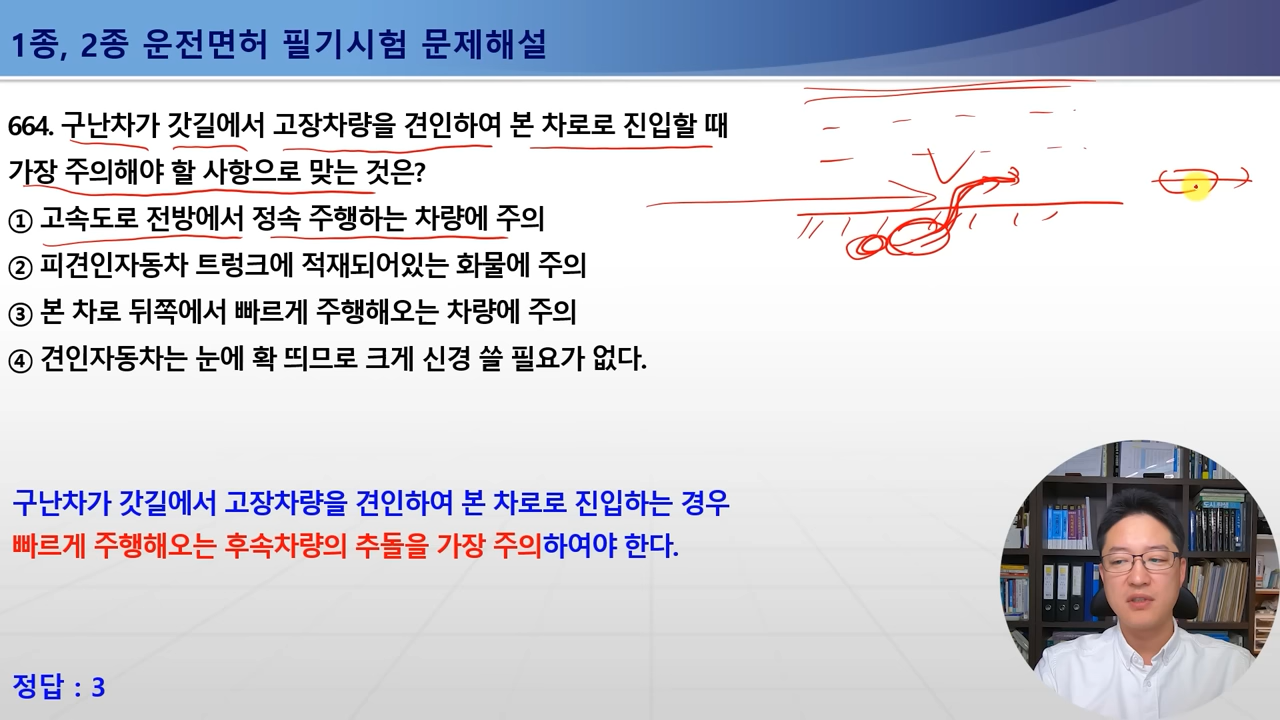 1종, 2종 운전면허 필기시험 문제해설
664. 구난차가 갓길에서 고장차량을 견인하여 본 차로로 진입할 때
가장 주의해야 할 사항으로 맞는 것은?
① 고속도로 전방에서 정속 주행하는 차량에 주의
② 피견인자동차 트렁크에 적재되어있는 화물에 주의
③ 본 차로 뒤쪽에서 빠르게 주행해오는 차량에 주의
④ 견인자동차는 눈에 확 띄므로 크게 신경 쓸 필요가 없다.
구난차가 갓길에서 고장차량을 견인하여 본 차로로 진입하는 경우
빠르게 주행해오는 후속차량의 추돌을 가장 주의하여야 한다.
정답 : 3